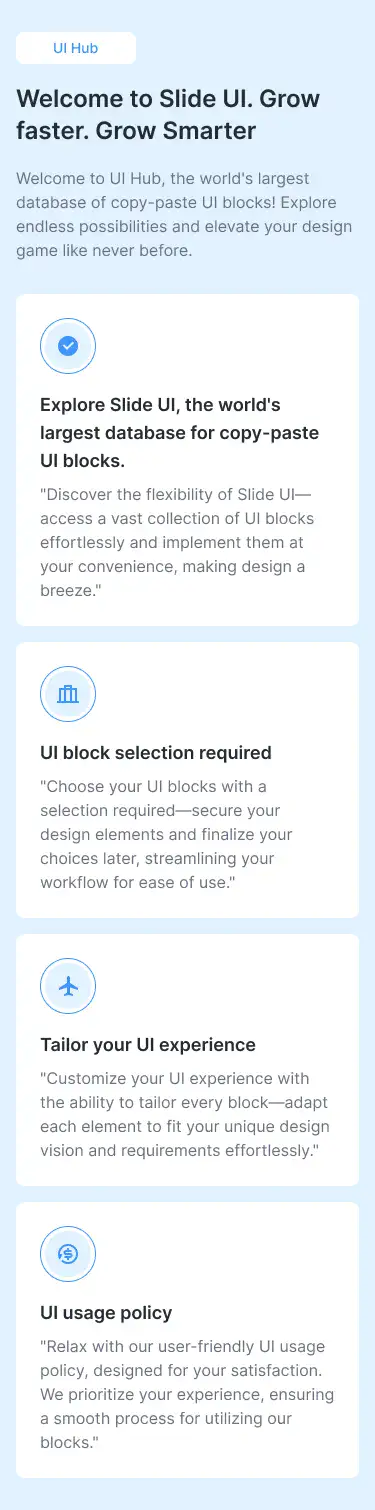 UI Hub
Welcome to Slide UI. Grow
faster. Grow Smarter
Welcome to UI Hub, the world's largest
database of copy-paste UI blocks! Explore
endless possibilities and elevate your design
game like never before.
Explore Slide UI, the world's
largest database for copy-paste
UI blocks.
"Discover the flexibility of Slide UI—
access a vast collection of UI blocks
effortlessly and implement them at
your convenience, making design a
breeze."
UI block selection required
"Choose your UI blocks with a
selection required—secure your
design elements and finalize your
choices later, streamlining your
workflow for ease of use."
Tailor your UI experience
"Customize your UI experience with
the ability to tailor every block—adapt
each element to fit your unique design
vision and requirements effortlessly."
UI usage policy
"Relax with our user-friendly UI usage
policy, designed for your satisfaction.
We prioritize your experience, ensuring
a smooth process for utilizing our
blocks."